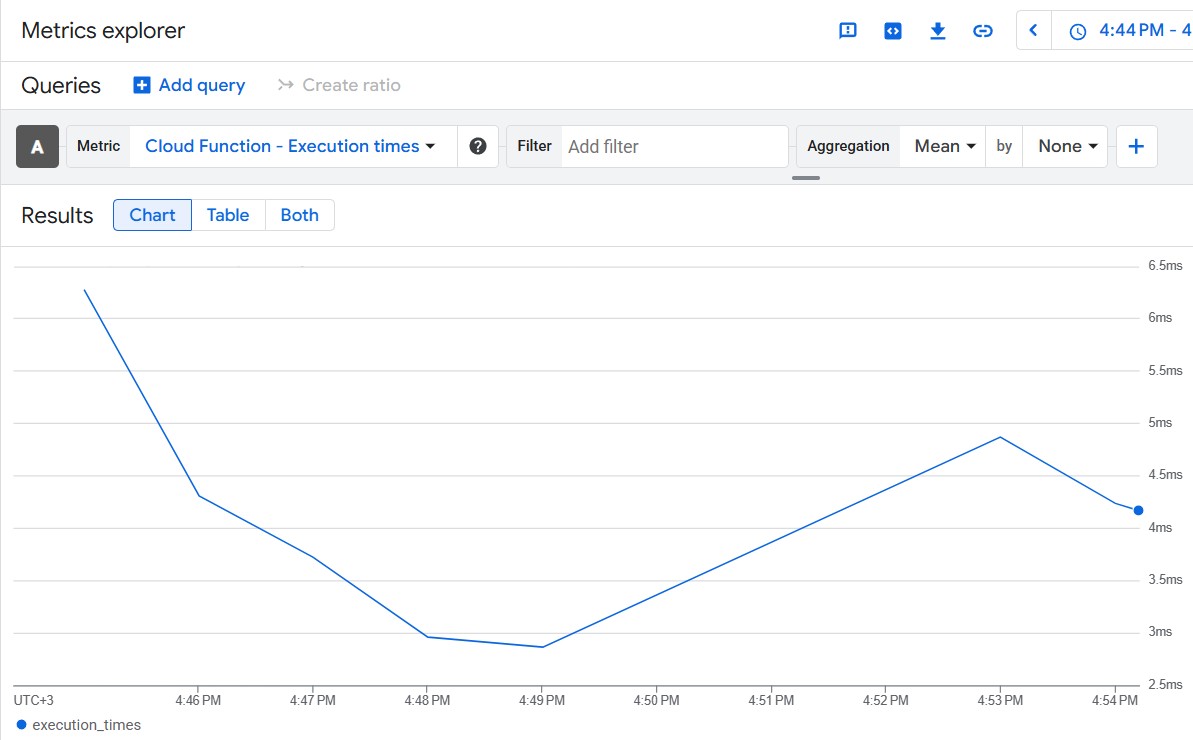 Metrics explorer
4:44 PM - 4
Queries
Add query
Create ratio
A
Metric
Cloud Function - Execution times
?
Filter
Add filter
Aggregation
Mean
by
None
Results
Chart
Table
Both
6.5ms
6ms
5.5ms
5ms
4.5ms
4ms
3.5ms
3ms
2.5ms
UTC+3
4:46 PM
4:47 PM
4:48 PM
4:49 PM
4:50 PM
4:51 PM
4:52 PM
4:53 PM
4:54 PM
execution_times